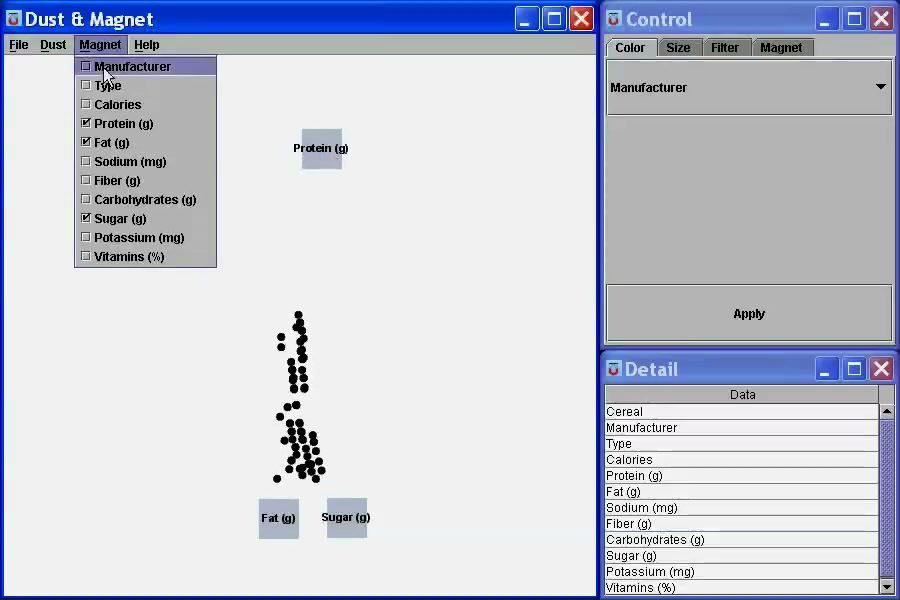 Dust & Magnet
File Dust Magnet Help
Manufacturer
Type
Calories
Protein (g)
Fat (g)
Sodium (mg)
Fiber (g)
Carbohydrates (g)
Sugar (g)
Potassium (mg)
Vitamins (%)
Protein (g)
Fat (g)
Sugar (g)
Control
Color Size Filter Magnet
Manufacturer
Apply
Detail
Data
Cereal
Manufacturer
Type
Calories
Protein (g)
Fat (g)
Sodium (mg)
Fiber (g)
Carbohydrates (g)
Sugar (g)
Potassium (mg)
Vitamins (%)